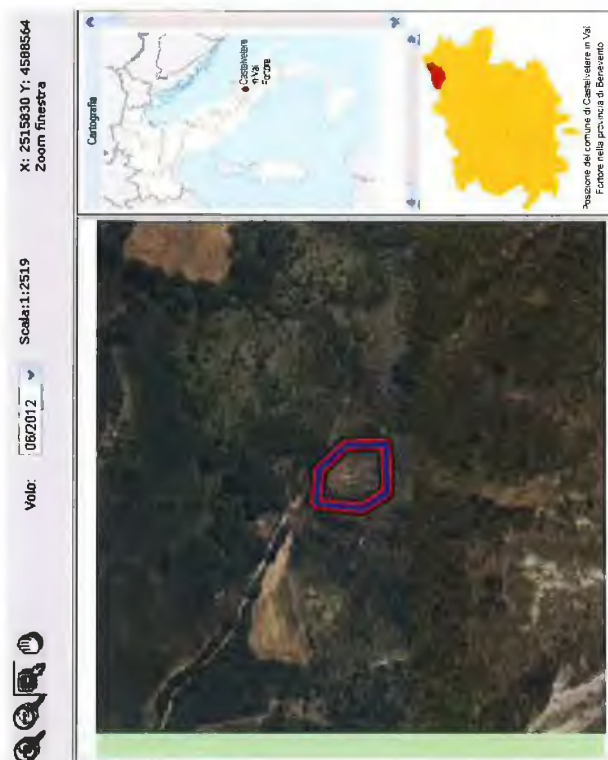 Volo: 06/2012 Scala:1:2519 X: 2515830 Y: 4588564
Zoom finestra
Cartografia
Castelvetere
in Val
Fortore
Posizione del comune di Castelvetere in Val
Fortore nella provincia di Benevento